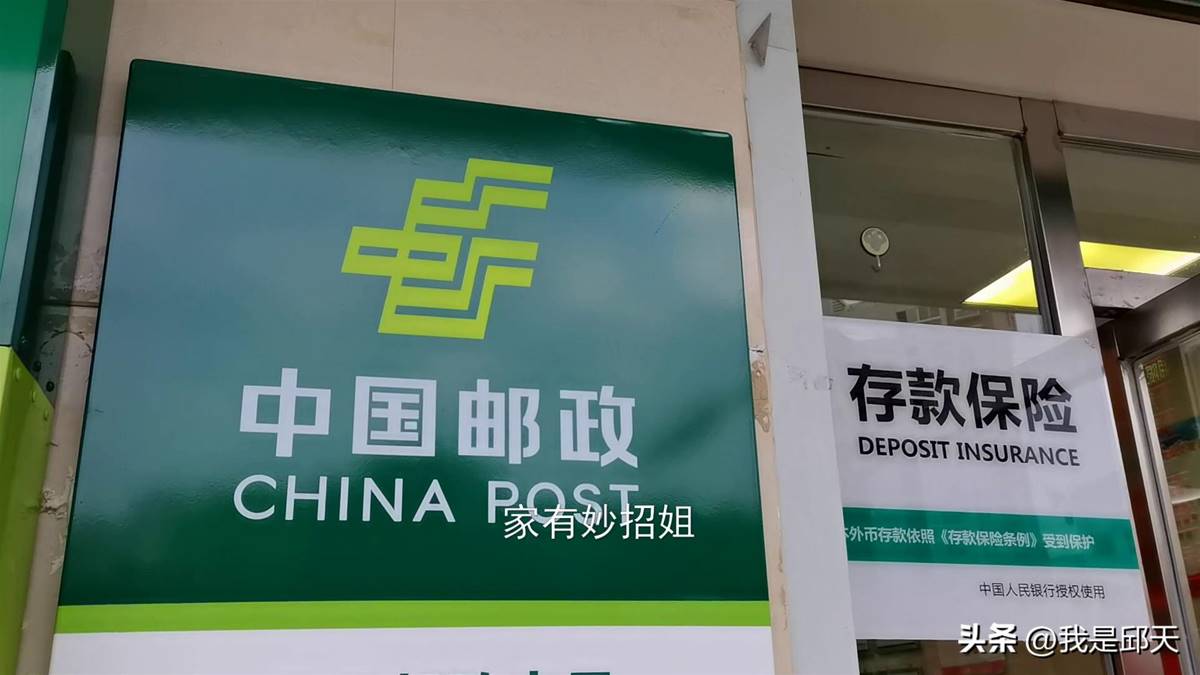 中国邮政
CHINA POST
家有妙招姐
存款保险
DEPOSIT INSURANCE
本外币存款依照《存款保险条例》受到保护
中国人民银行授权使用
头条 @我是邱天